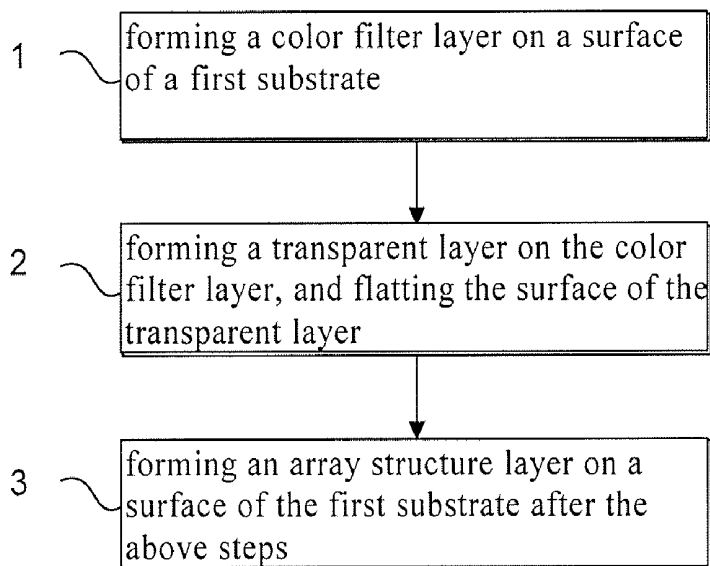 1
forming a color filter layer on a surface
of a first substrate
2
forming a transparent layer on the color
filter layer, and flatting the surface of the
transparent layer
3
forming an array structure layer on a
surface of the first substrate after the
above steps